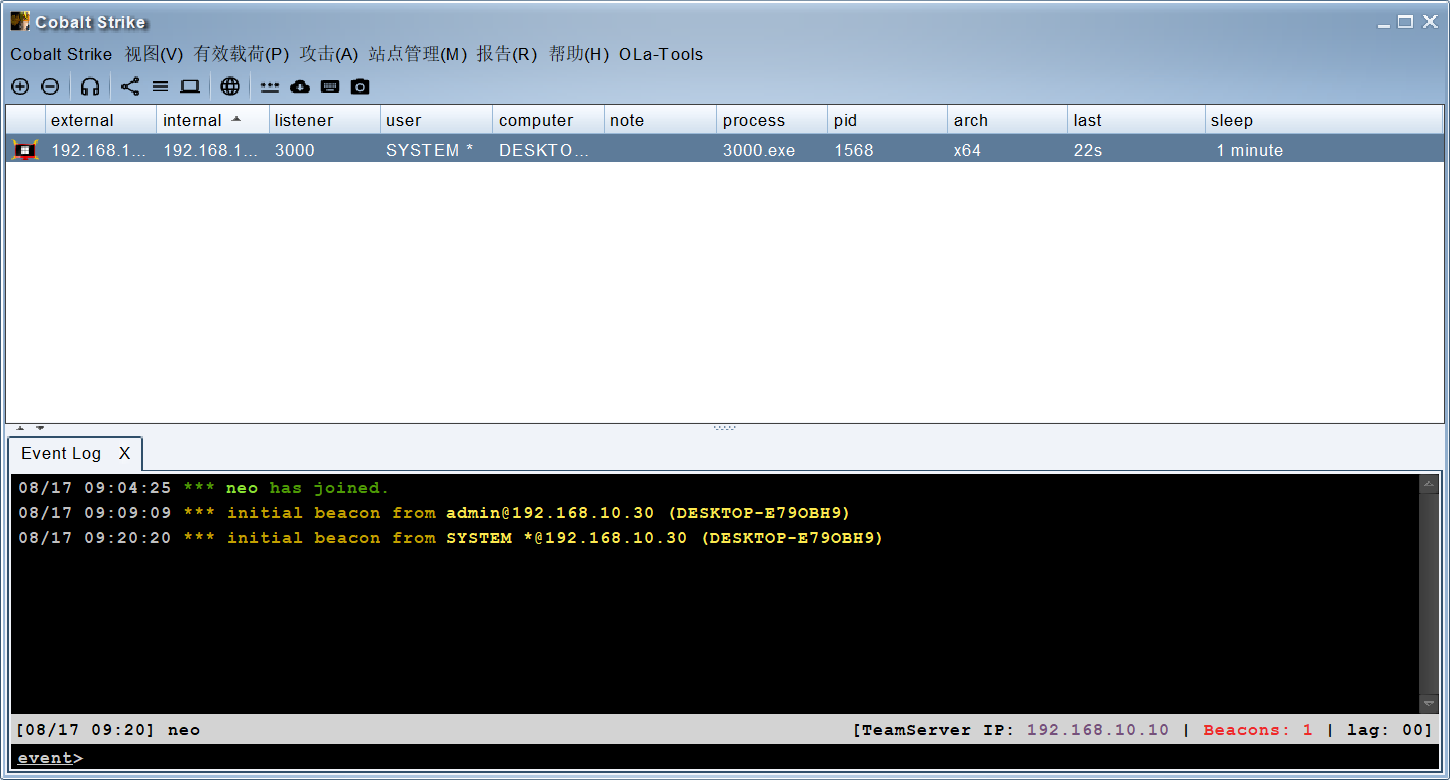 Cobalt Strike
Cobalt Strike 视图(V) 有效载荷(P) 攻击(A) 站点管理(M) 报告(R) 帮助(H) OLa-Tools
external internal listener user computer note process pid arch last sleep
192.168.1... 192.168.1... 3000 SYSTEM * DESKTO... 3000.exe 1568 x64 22s 1 minute
Event Log X
08/17 09:04:25 *** neo has joined.
08/17 09:09:09 *** initial beacon from admin@192.168.10.30 (DESKTOP-E79OBH9)
08/17 09:20:20 *** initial beacon from SYSTEM *@192.168.10.30 (DESKTOP-E79OBH9)
[08/17 09:20] neo [TeamServer IP: 192.168.10.10 | Beacons: 1 | lag: 00]
event>